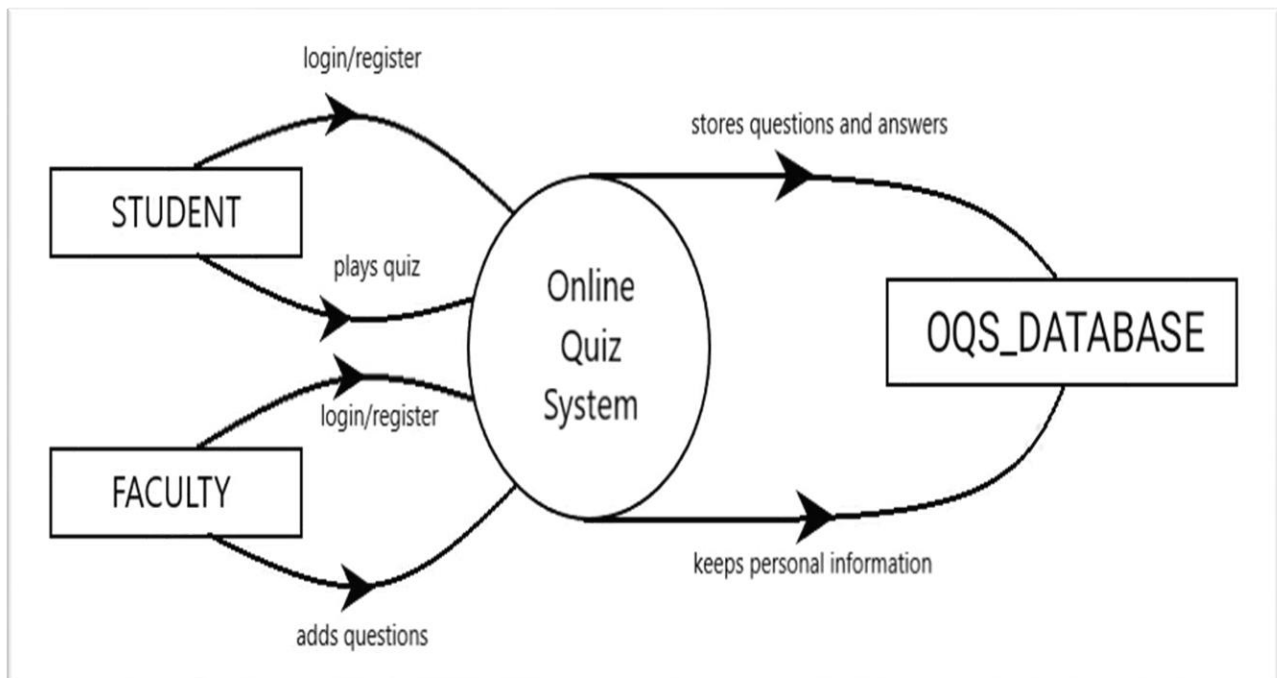 login/register
STUDENT
plays quiz
login/register
FACULTY
adds questions
Online
Quiz
System
stores questions and answers
OQS_DATABASE
keeps personal information